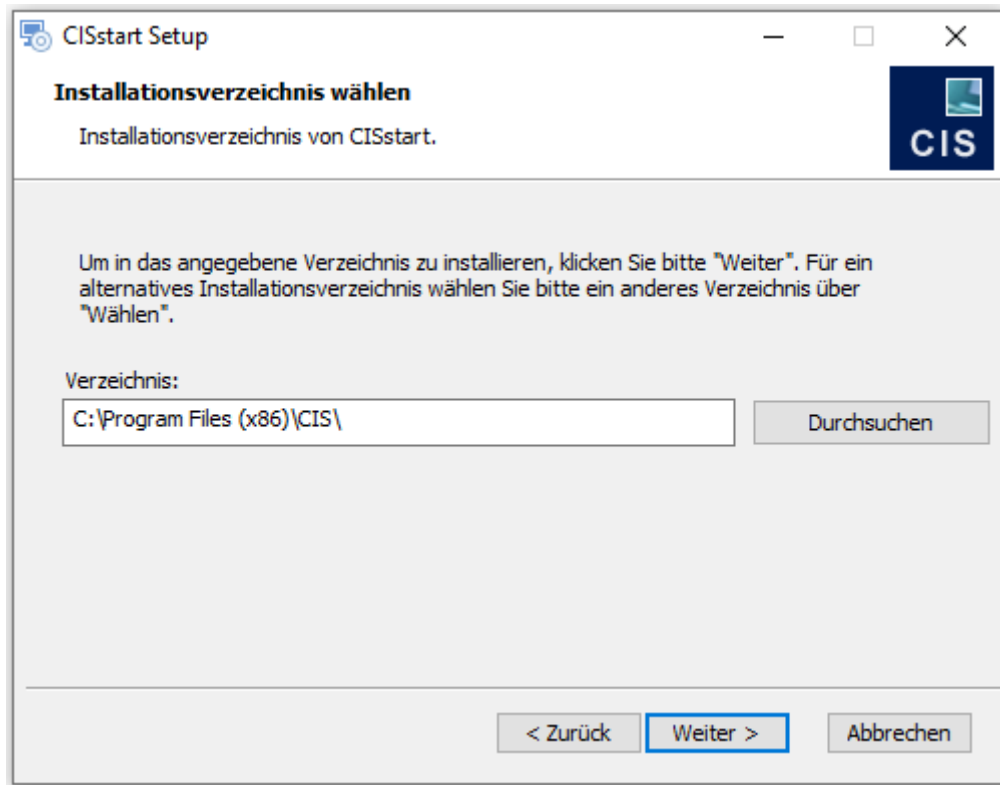 CISstart Setup
Installationsverzeichnis wählen
Installationsverzeichnis von CISstart.
CIS
Um in das angegebene Verzeichnis zu installieren, klicken Sie bitte "Weiter". Für ein
alternatives Installationsverzeichnis wählen Sie bitte ein anderes Verzeichnis über
"Wählen".
Verzeichnis:
C:\Program Files (x86)\CIS\
Durchsuchen
< Zurück
Weiter >
Abbrechen